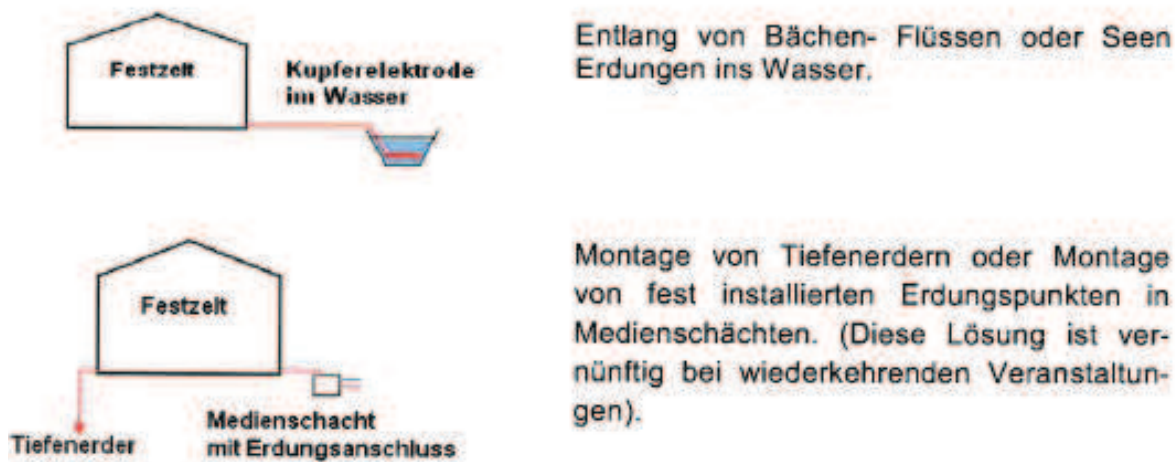 Festzelt
Kupferelektrode
im Wasser
Entlang von Bächen- Flüssen oder Seen
Erdungen ins Wasser.
Festzelt
Tiefenerder
Medienschacht
mit Erdungsanschluss
Montage von Tiefenerdern oder Montage
von fest installierten Erdungspunkten in
Medienschächten. (Diese Lösung ist ver-
nünftig bei wiederkehrenden Veranstaltun-
gen).